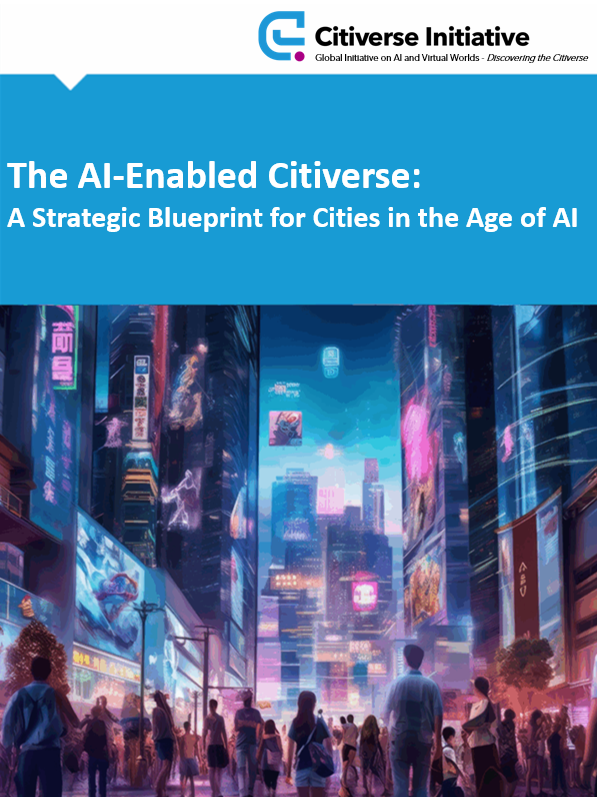 Citiverse Initiative
Global Initiative on AI and Virtual Worlds - Discovering the Citiverse
The AI-Enabled Citiverse:
A Strategic Blueprint for Cities in the Age of AI